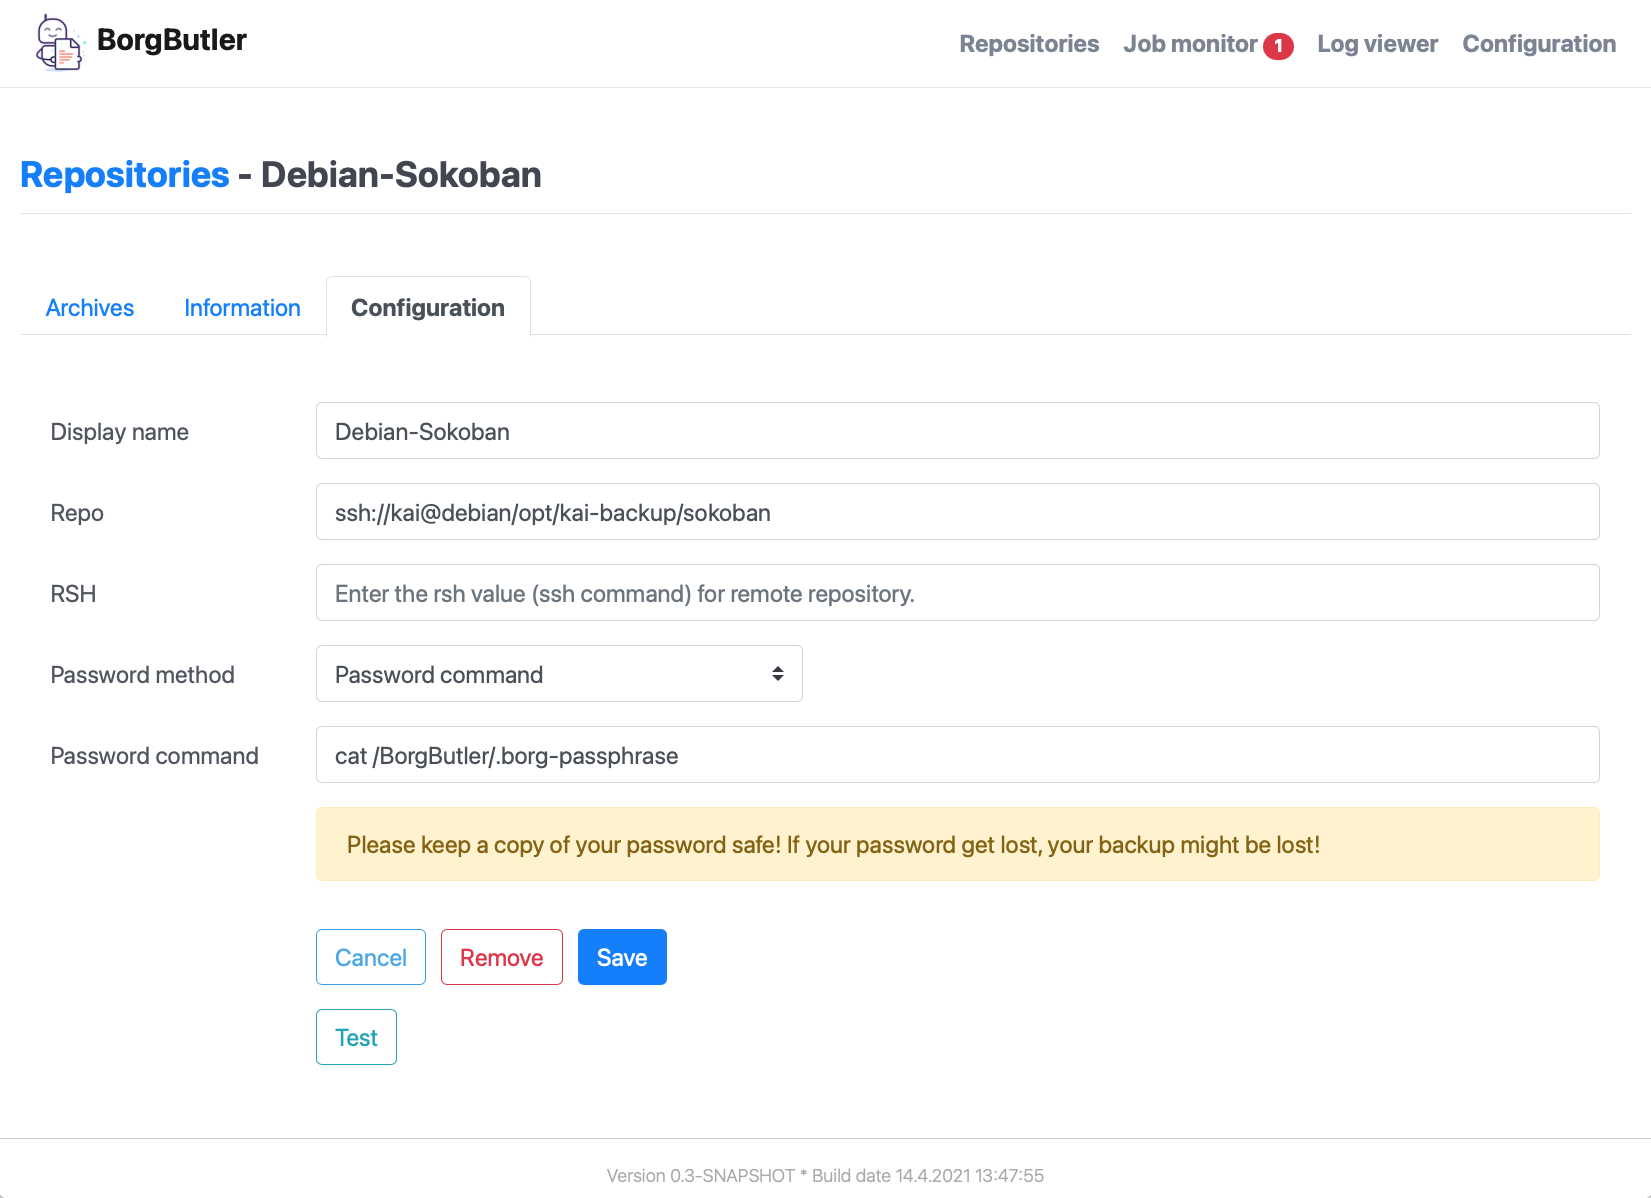 BorgButler
Repositories Job monitor 1 Log viewer Configuration
Repositories - Debian-Sokoban
Archives Information Configuration
Display name Debian-Sokoban
Repo ssh://kai@debian/opt/kai-backup/sokoban
RSH Enter the rsh value (ssh command) for remote repository.
Password method Password command
Password command cat /BorgButler/.borg-passphrase
Please keep a copy of your password safe! If your password get lost, your backup might be lost!
Cancel Remove Save
Test
Version 0.3-SNAPSHOT * Build date 14.4.2021 13:47:55